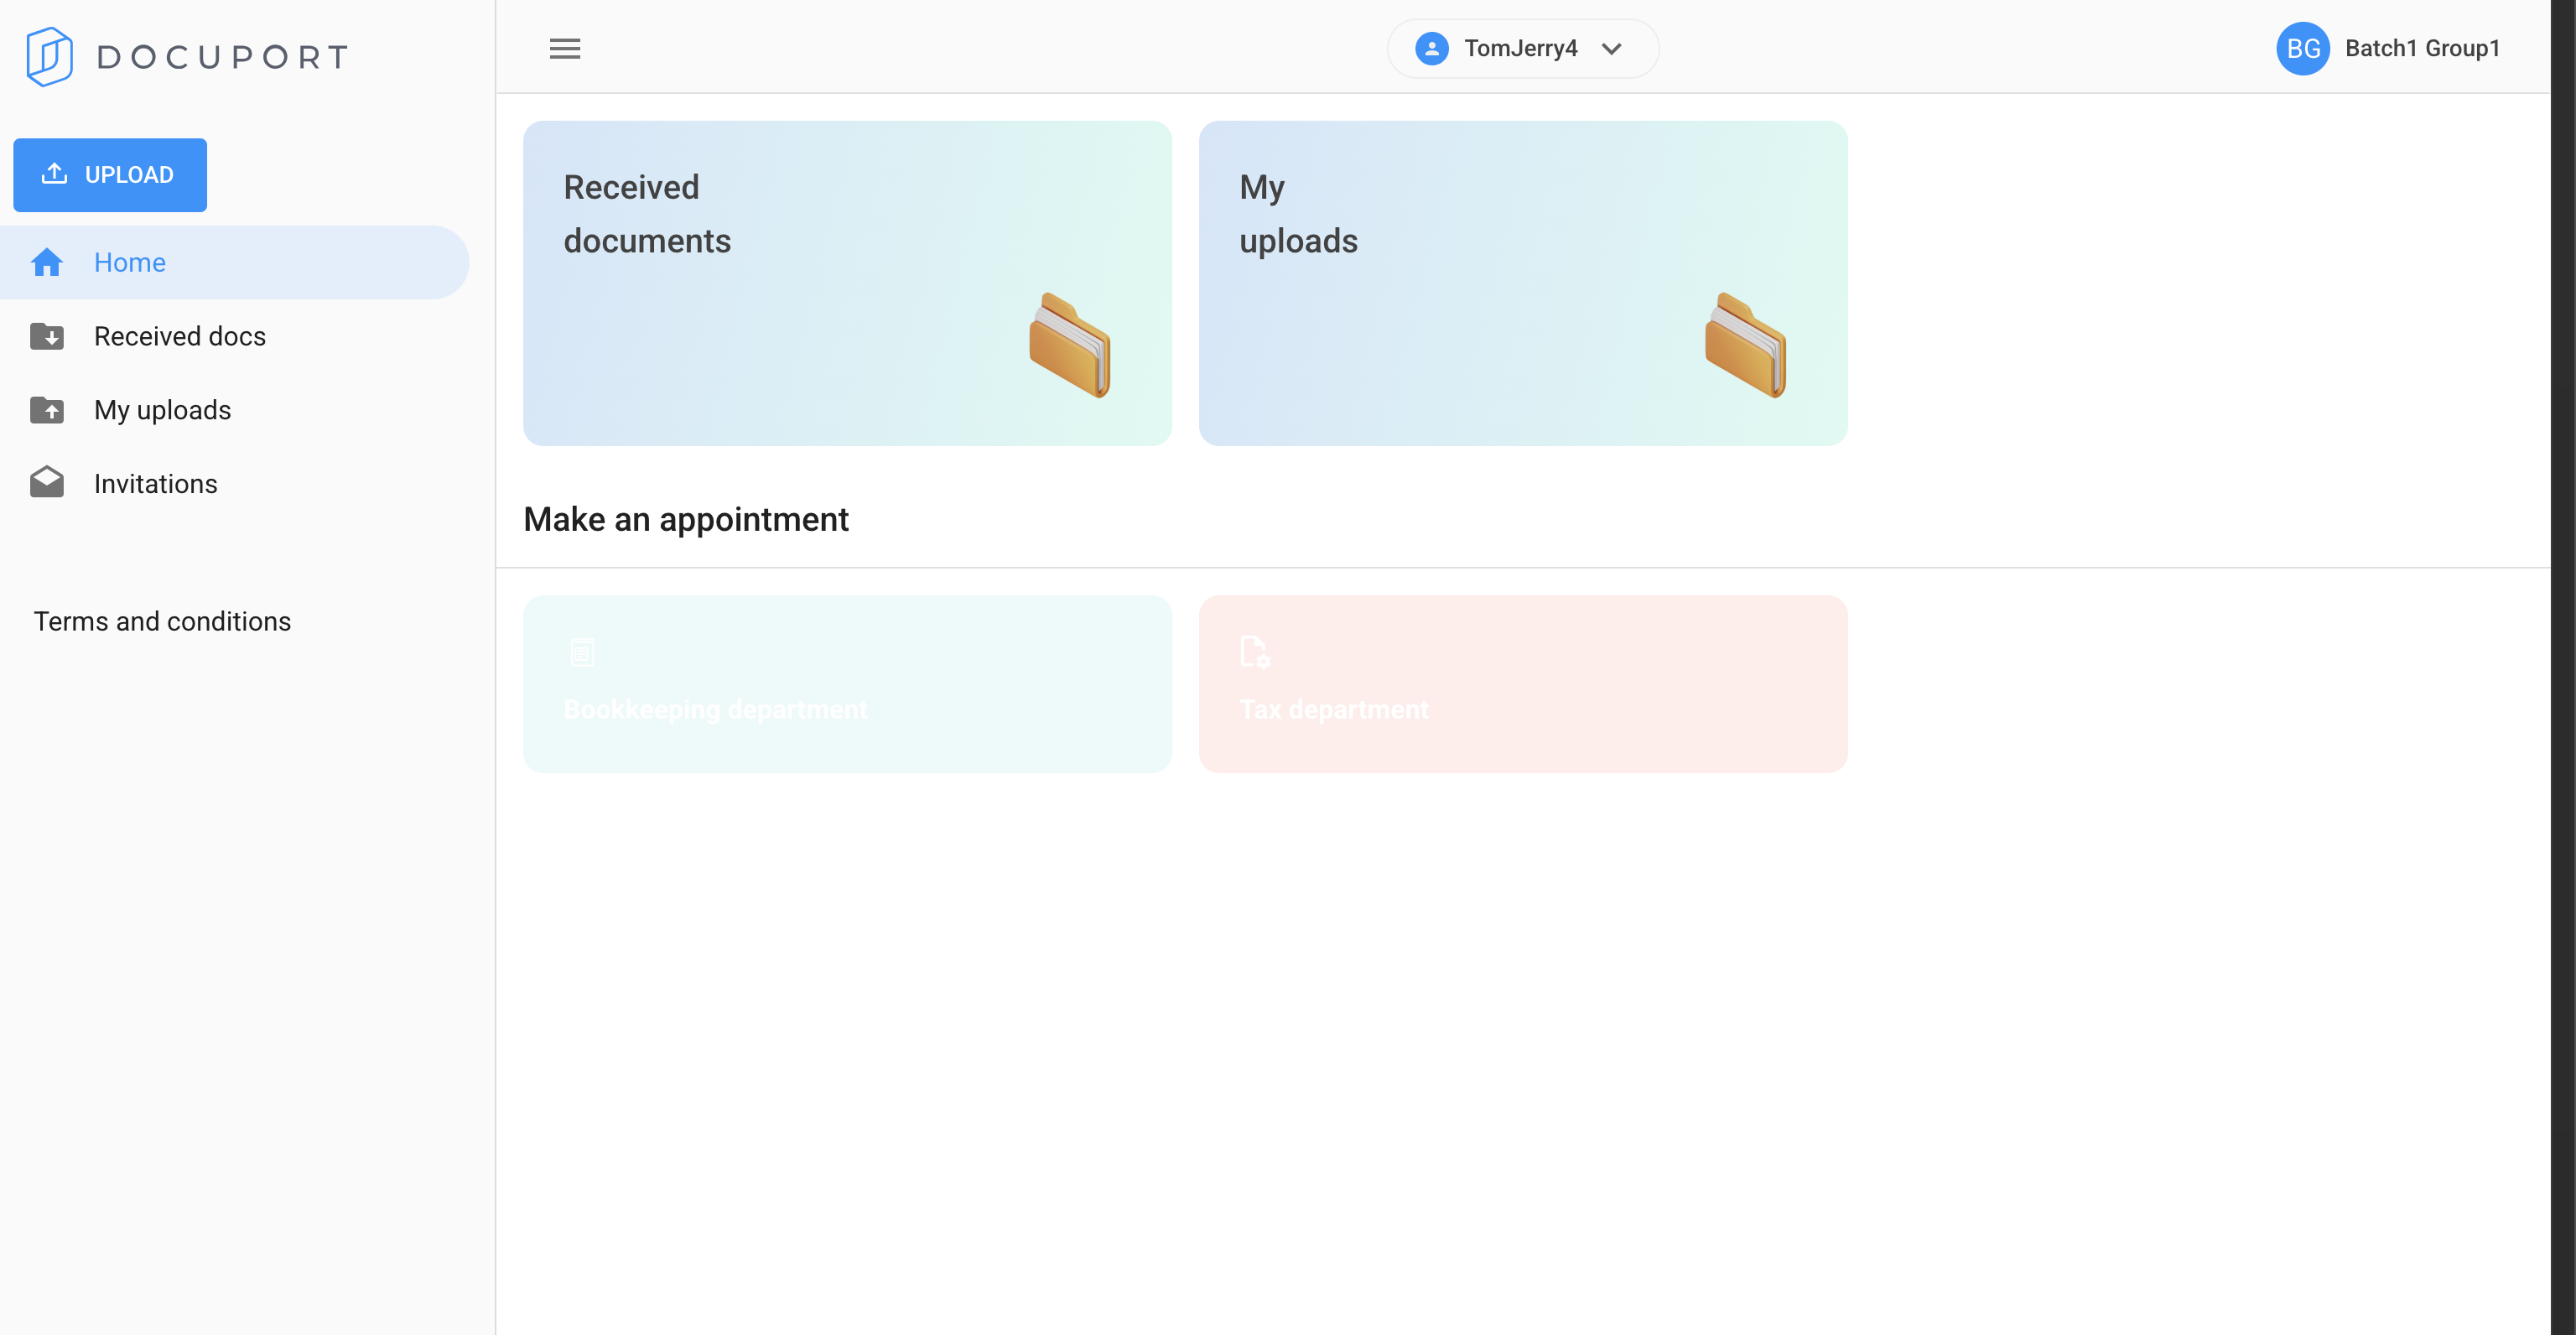 DOCUPORT
UPLOAD
Home
Received docs
My uploads
Invitations
Terms and conditions
TomJerry4
BG Batch1 Group1
Received
documents
My
uploads
Make an appointment
Bookkeeping department
Tax department